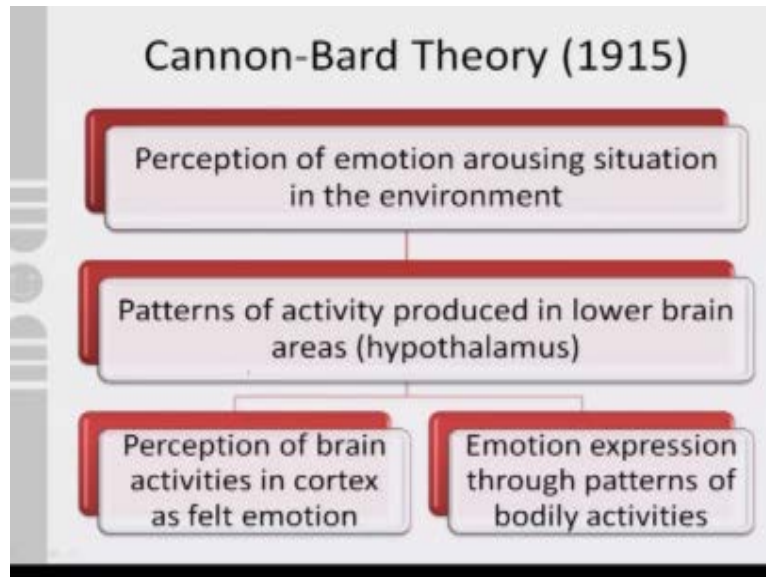 Cannon-Bard Theory (1915)
Perception of emotion arousing situation
in the environment
Patterns of activity produced in lower brain
areas (hypothalamus)
Perception of brain
activities in cortex
as felt emotion
Emotion expression
through patterns of
bodily activities